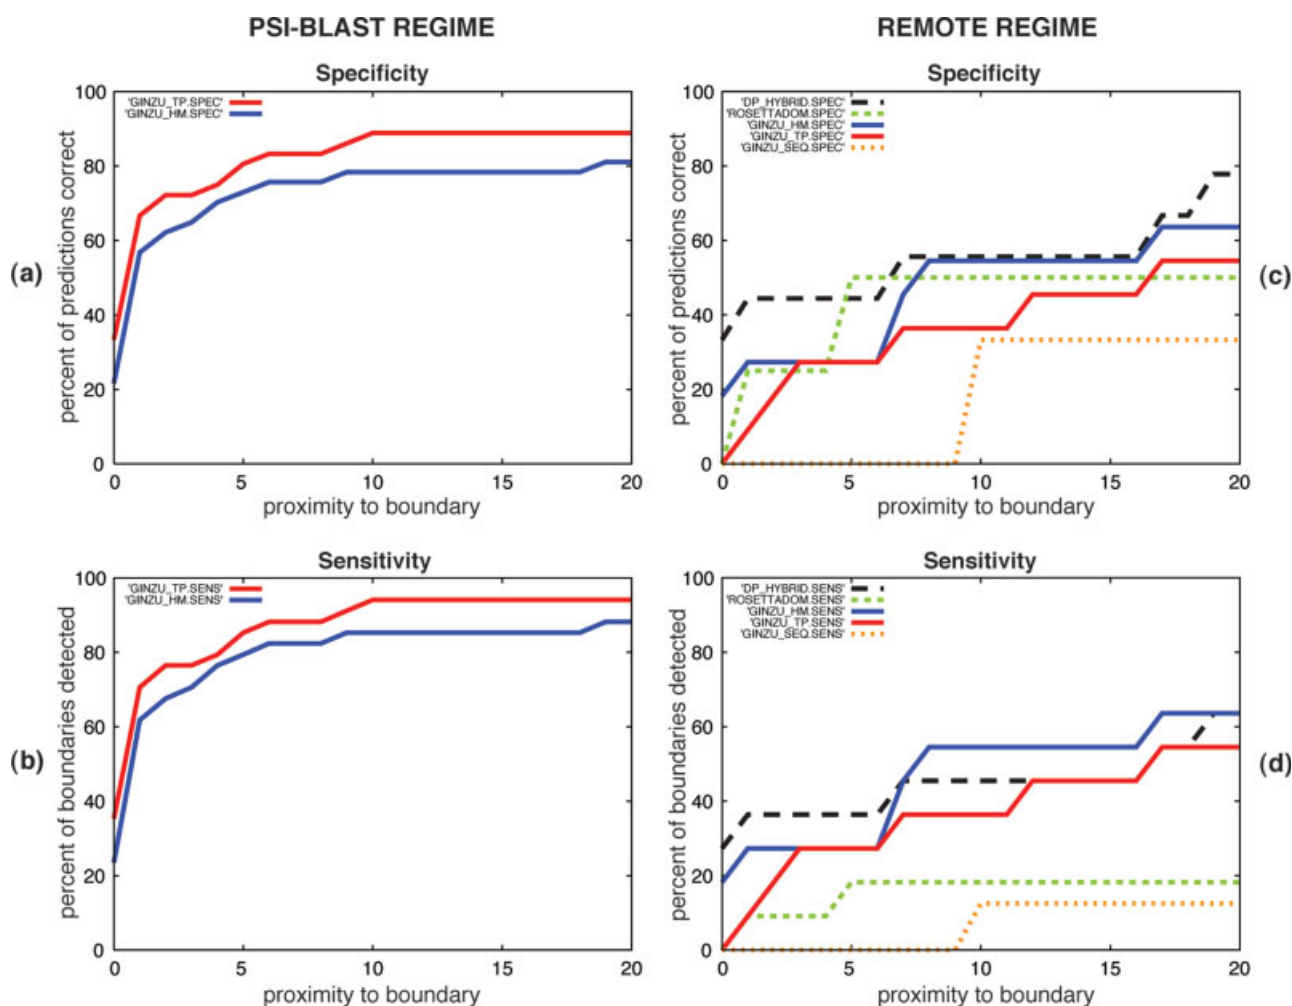 PSI-BLAST REGIME
REMOTE REGIME
(a)
Specificity
'GINZU_TP.SPEC'
'GINZU_HM.SPEC'
percent of predictions correct
100
80
60
40
20
0
0 5 10 15 20
proximity to boundary
(c)
Specificity
'DP_HYBRID.SPEC'
'ROSETTADOM.SPEC'
'GINZU_HM.SPEC'
'GINZU_TP.SPEC'
'GINZU_SEQ.SPEC'
percent of predictions correct
100
80
60
40
20
0
0 5 10 15 20
proximity to boundary
(b)
Sensitivity
'GINZU_TP.SENS'
'GINZU_HM.SENS'
percent of boundaries detected
100
80
60
40
20
0
0 5 10 15 20
proximity to boundary
(d)
Sensitivity
'DP_HYBRID.SENS'
'ROSETTADOM.SENS'
'GINZU_HM.SENS'
'GINZU_TP.SENS'
'GINZU_SEQ.SENS'
percent of boundaries detected
100
80
60
40
20
0
0 5 10 15 20
proximity to boundary